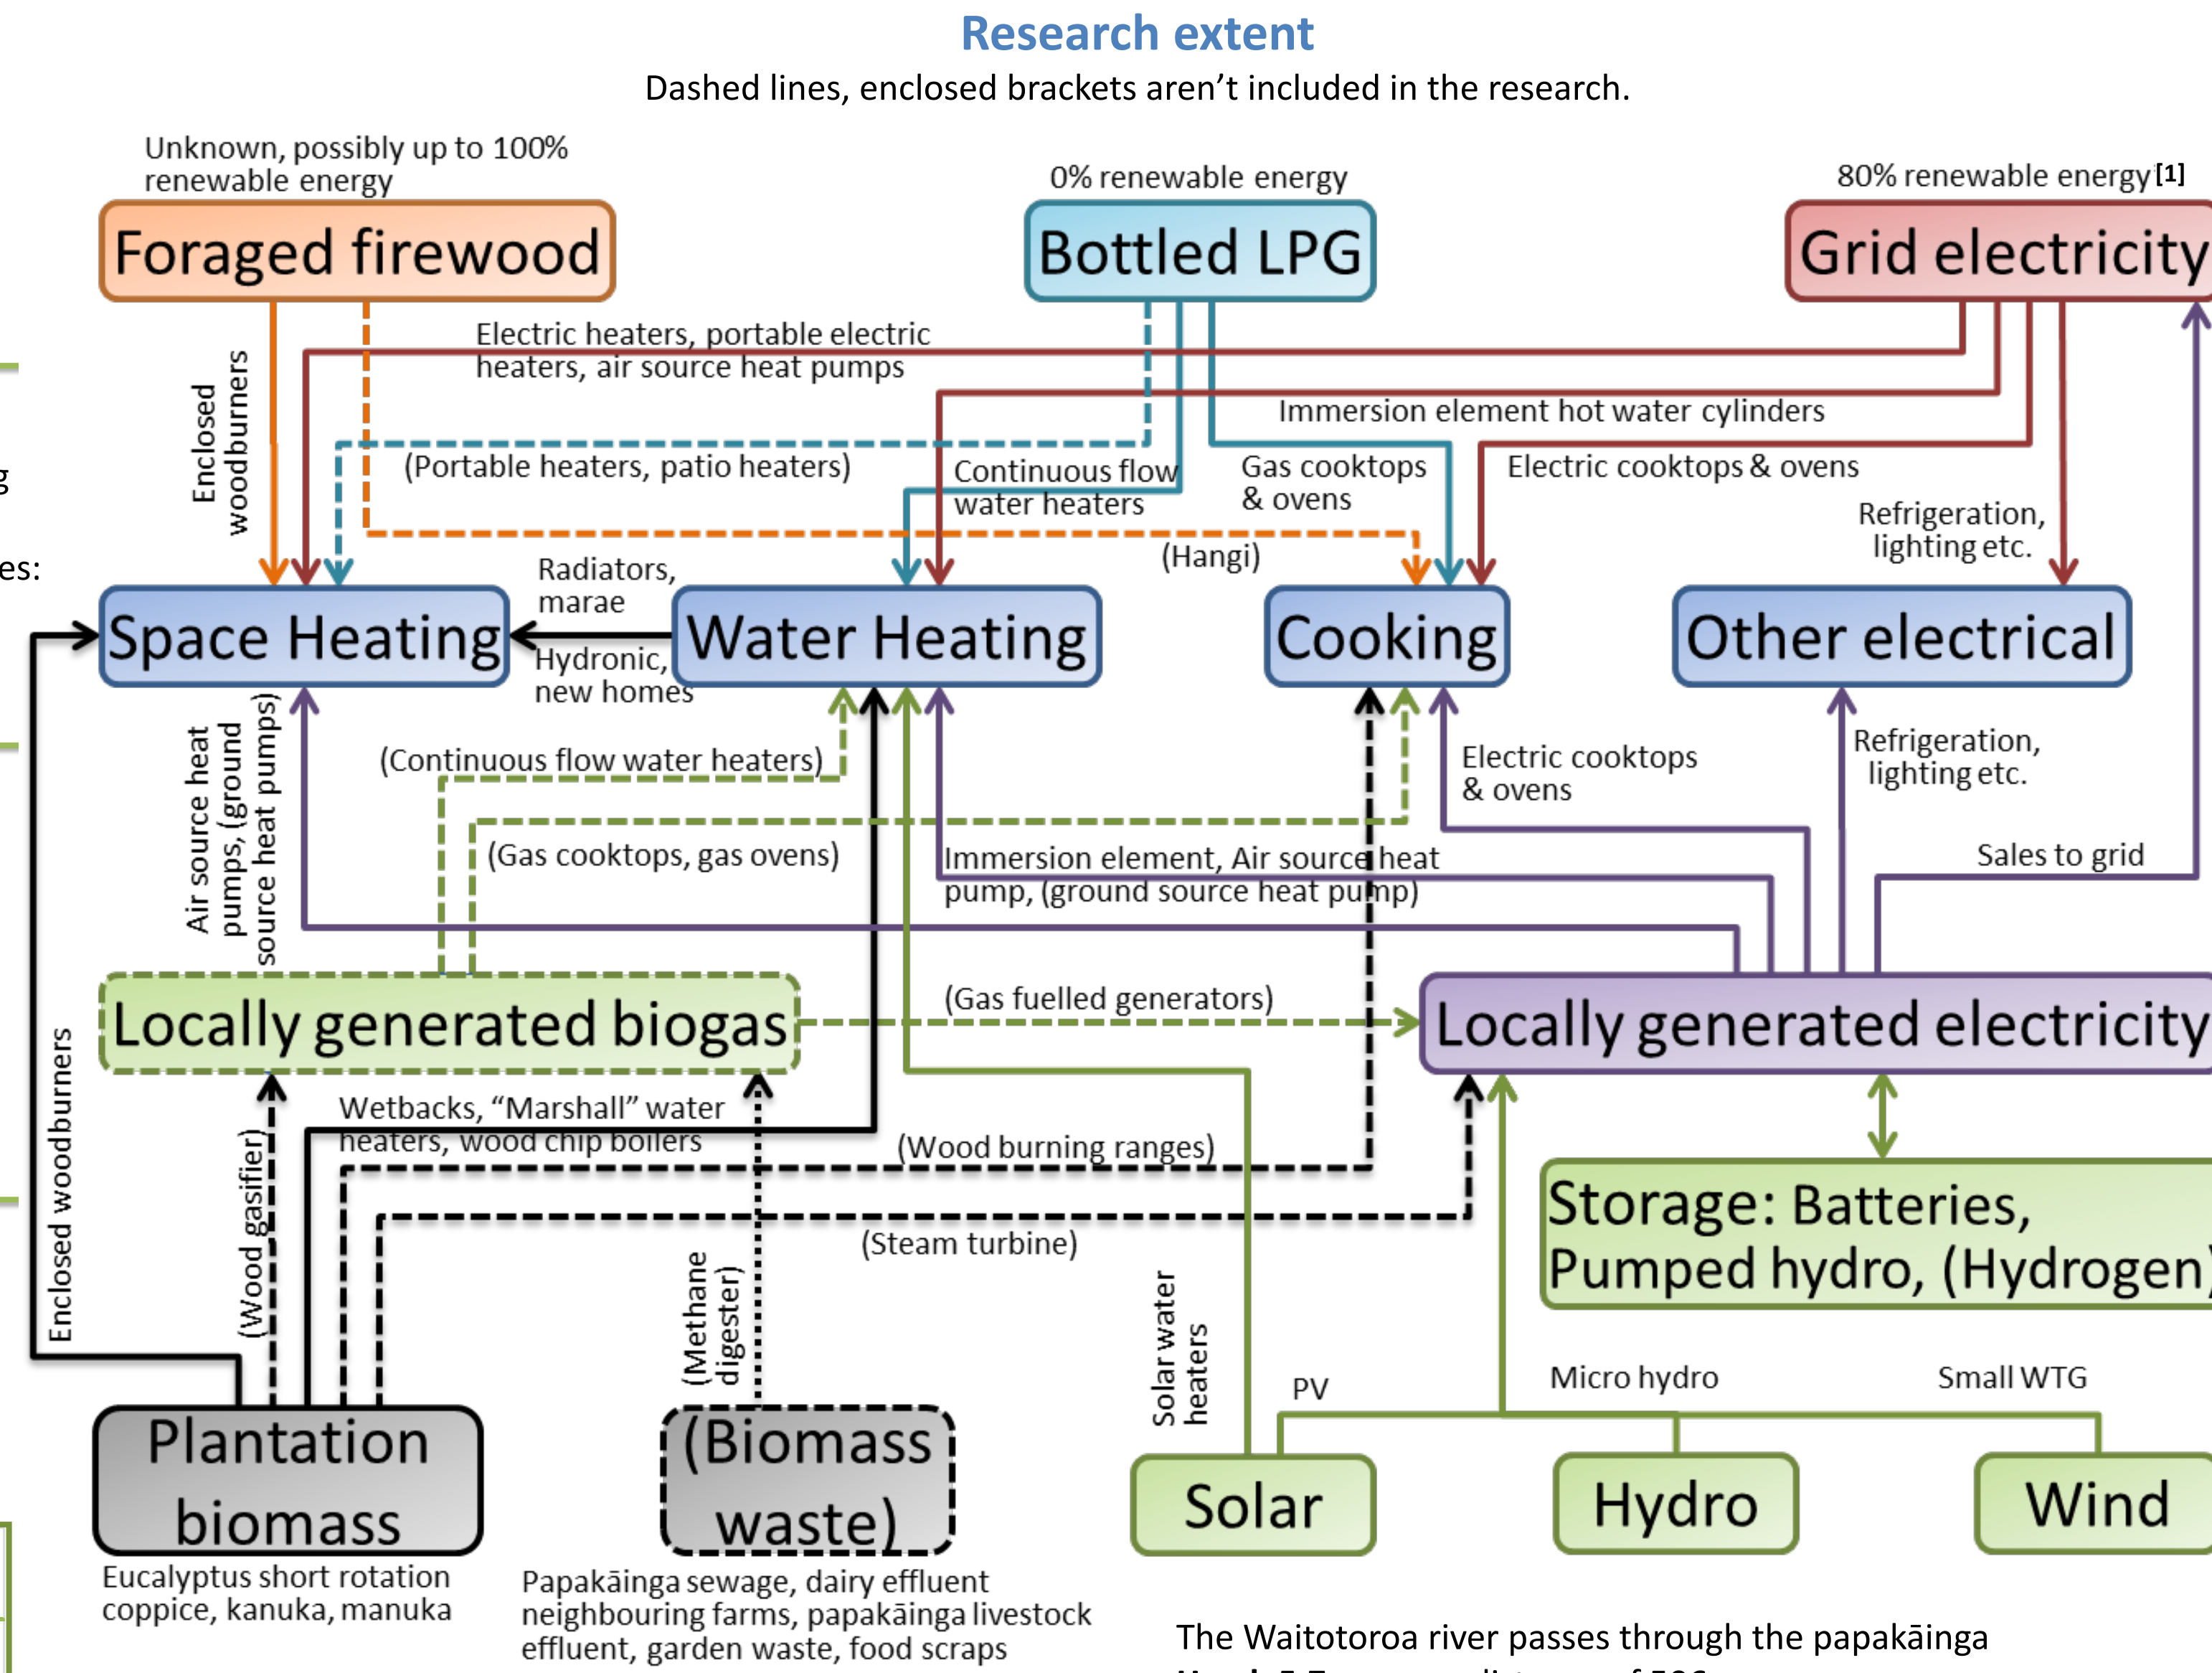 Research extent
Dashed lines, enclosed brackets aren't included in the research.
Unknown, possibly up to 100%
renewable energy
0% renewable energy
80% renewable energy [1]
Foraged firewood
Bottled LPG
Grid electricity
Electric heaters, portable electric
heaters, air source heat pumps
Enclosed
woodburners
Immersion element hot water cylinders
(Portable heaters, patio heaters)
Continuous flow
water heaters
Gas cooktops
& ovens
Electric cooktops & ovens
Refrigeration,
lighting etc.
g
es:
(Hangi)
Radiators,
marae
Space Heating
Water Heating
Cooking
Other electrical
Hydronic,
new homes
Air source heat
pumps, (ground
source heat pumps)
(Continuous flow water heaters)
Electric cooktops
& ovens
Refrigeration,
lighting etc.
(Gas cooktops, gas ovens)
Immersion element, Air source heat
pump, (ground source heat pump)
Sales to grid
Locally generated biogas
(Gas fuelled generators)
Locally generated electricity
Enclosed woodburners
(Wood gasifier)
Wetbacks, “Marshall” water
heaters, wood chip boilers
(Wood burning ranges)
(Steam turbine)
(Methane
digester)
Storage: Batteries,
Pumped hydro, (Hydrogen)
Solar water
heaters
PV
Micro hydro
Small WTG
Plantation
biomass
(Biomass
waste)
Solar
Hydro
Wind
Eucalyptus short rotation
coppice, kanuka, manuka
Papakāinga sewage, dairy effluent
neighbouring farms, papakāinga livestock
effluent, garden waste, food scraps
The Waitotoroa river passes through the papakāinga